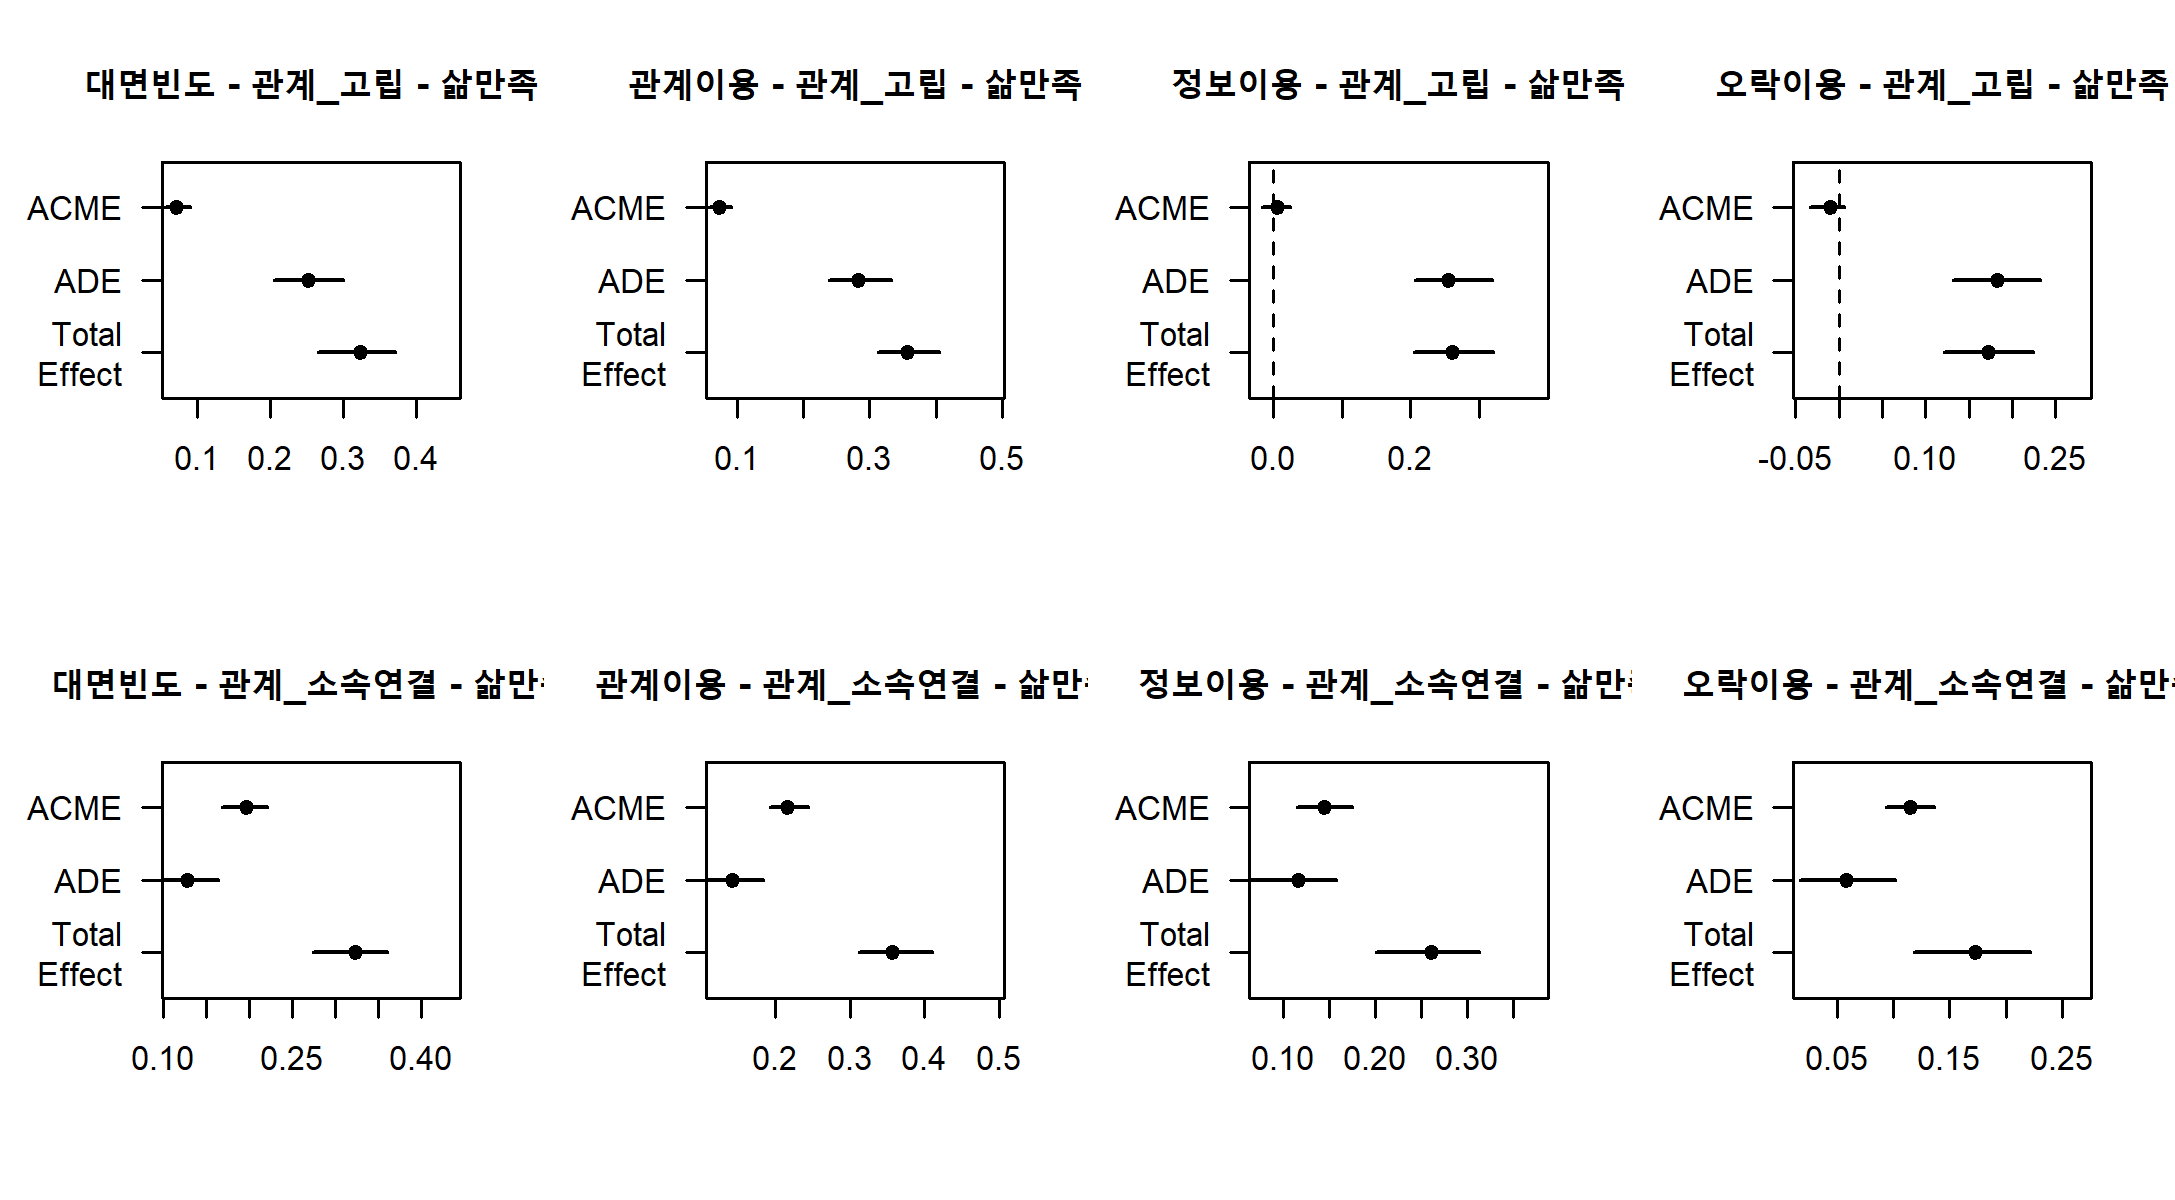 대면빈도 - 관계_고립 - 삶만족
ACME
ADE
Total
Effect
0.1 0.2 0.3 0.4
관계이용 - 관계_고립 - 삶만족
ACME
ADE
Total
Effect
0.1 0.3 0.5
정보이용 - 관계_고립 - 삶만족
ACME
ADE
Total
Effect
0.0 0.2
오락이용 - 관계_고립 - 삶만족
ACME
ADE
Total
Effect
-0.05 0.10 0.25
대면빈도 - 관계_소속연결 - 삶만
ACME
ADE
Total
Effect
0.10 0.25 0.40
관계이용 - 관계_소속연결 - 삶만
ACME
ADE
Total
Effect
0.2 0.3 0.4 0.5
정보이용 - 관계_소속연결 - 삶만
ACME
ADE
Total
Effect
0.10 0.20 0.30
오락이용 - 관계_소속연결 - 삶만
ACME
ADE
Total
Effect
0.05 0.15 0.25